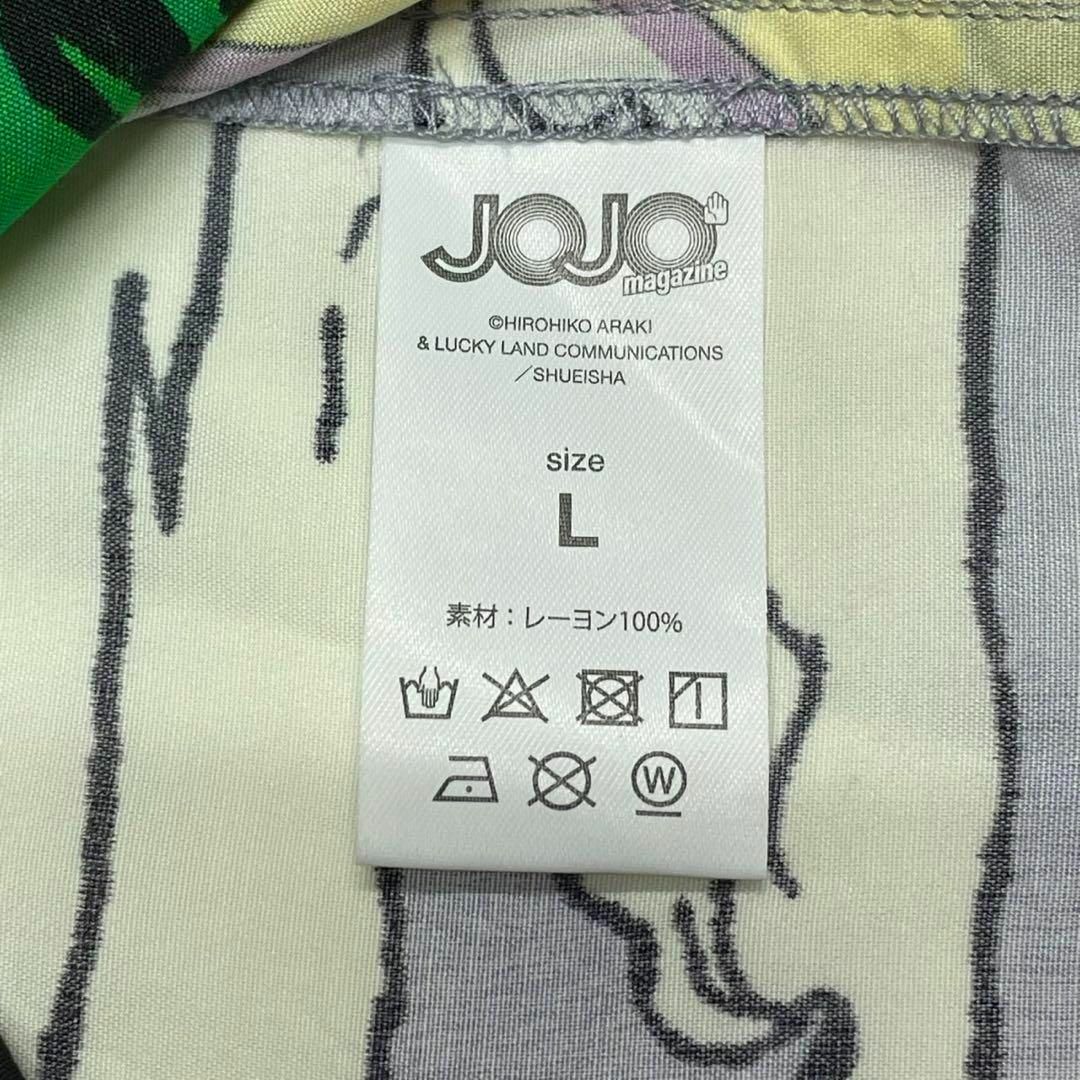 JOJO
magazine
©HIROHIKO ARAKI
& LUCKY LAND COMMUNICATIONS
／SHUEISHA
size
L
素材：レーヨン100%
W